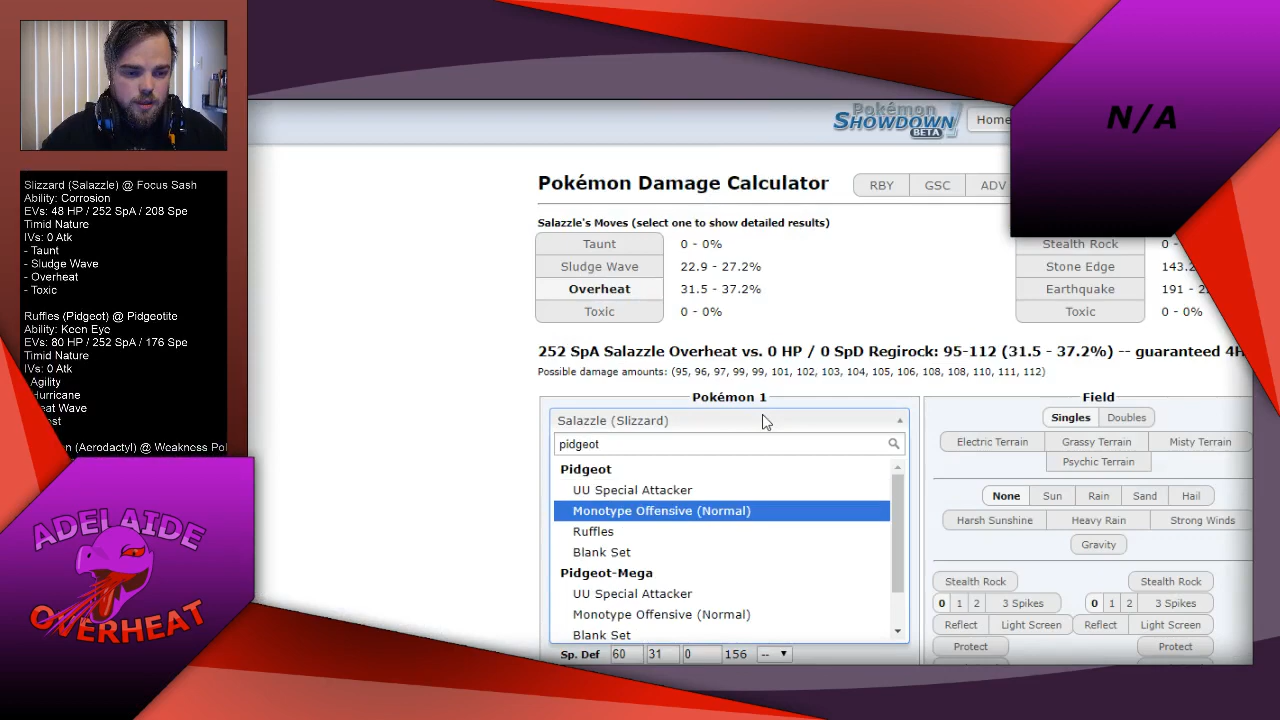 Slizzard (Salazzle) @ Focus Sash
Ability: Corrosion
EVs: 48 HP / 252 SpA / 208 Spe
Timid Nature
IVs: 0 Atk
- Taunt
- Sludge Wave
- Overheat
- Toxic
Ruffles (Pidgeot) @ Pidgeotite
Ability: Keen Eye
EVs: 80 HP / 252 SpA / 176 Spe
Timid Nature
IVs: 0 Atk
Agility
Hurricane
eat Wave
est
(Aerodactyl) @ Weakness Pol
ADELAIDE
OVERHEAT
Pokémon
SHOWDOWN
BETA
Home
N/A
Pokémon Damage Calculator
RBY
GSC
ADV
Salazzle's Moves (select one to show detailed results)
Taunt 0 - 0%
Sludge Wave 22.9 - 27.2%
Overheat 31.5 - 37.2%
Toxic 0 - 0%
Stealth Rock 0 -
Stone Edge 143.2
Earthquake 191 - 2
Toxic 0 - 0%
252 SpA Salazzle Overheat vs. 0 HP / 0 SpD Regirock: 95-112 (31.5 - 37.2%) -- guaranteed 4H
Possible damage amounts: (95, 96, 97, 99, 99, 101, 102, 103, 104, 105, 106, 108, 108, 110, 111, 112)
Pokémon 1
Salazzle (Slizzard)
pidgeot
Pidgeot
UU Special Attacker
Monotype Offensive (Normal)
Ruffles
Blank Set
Pidgeot-Mega
UU Special Attacker
Monotype Offensive (Normal)
Blank Set
Sp. Def 60 31 0 156 --
Field
Singles Doubles
Electric Terrain Grassy Terrain Misty Terrain
Psychic Terrain
None Sun Rain Sand Hail
Harsh Sunshine Heavy Rain Strong Winds
Gravity
Stealth Rock Stealth Rock
0 1 2 3 Spikes 0 1 2 3 Spikes
Reflect Light Screen Reflect Light Screen
Protect Protect